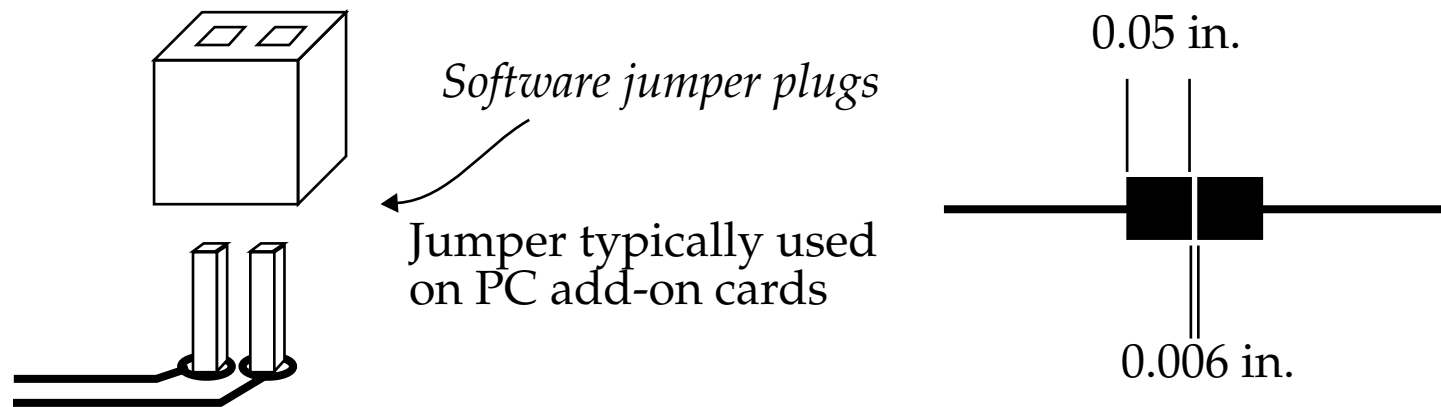 Software jumper plugs
Jumper typically used
on PC add-on cards
0.05 in.
0.006 in.